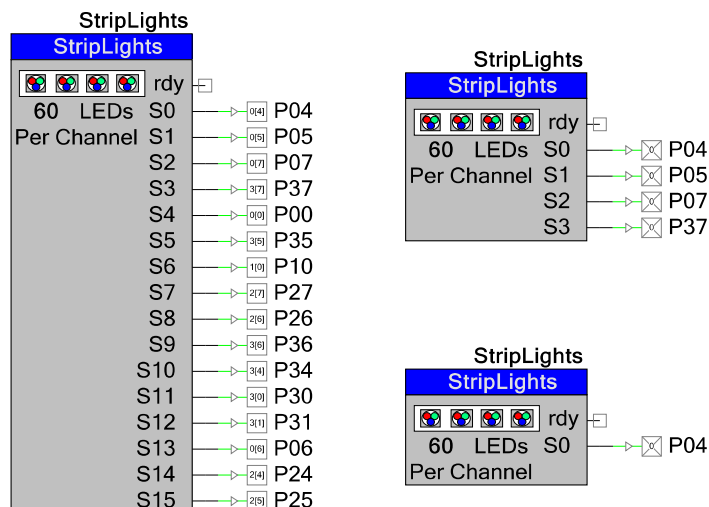 StripLights
StripLights
rdy
60 LEDs S0 0[4] P04
Per Channel S1 0[5] P05
S2 0[7] P07
S3 3[7] P37
S4 0[0] P00
S5 3[5] P35
S6 1[0] P10
S7 2[7] P27
S8 2[6] P26
S9 3[6] P36
S10 3[4] P34
S11 3[0] P30
S12 3[1] P31
S13 0[6] P06
S14 2[4] P24
S15 2[5] P25
StripLights
StripLights
rdy
60 LEDs S0 0 P04
Per Channel S1 0 P05
S2 0 P07
S3 0 P37
StripLights
StripLights
rdy
60 LEDs S0 0 P04
Per Channel